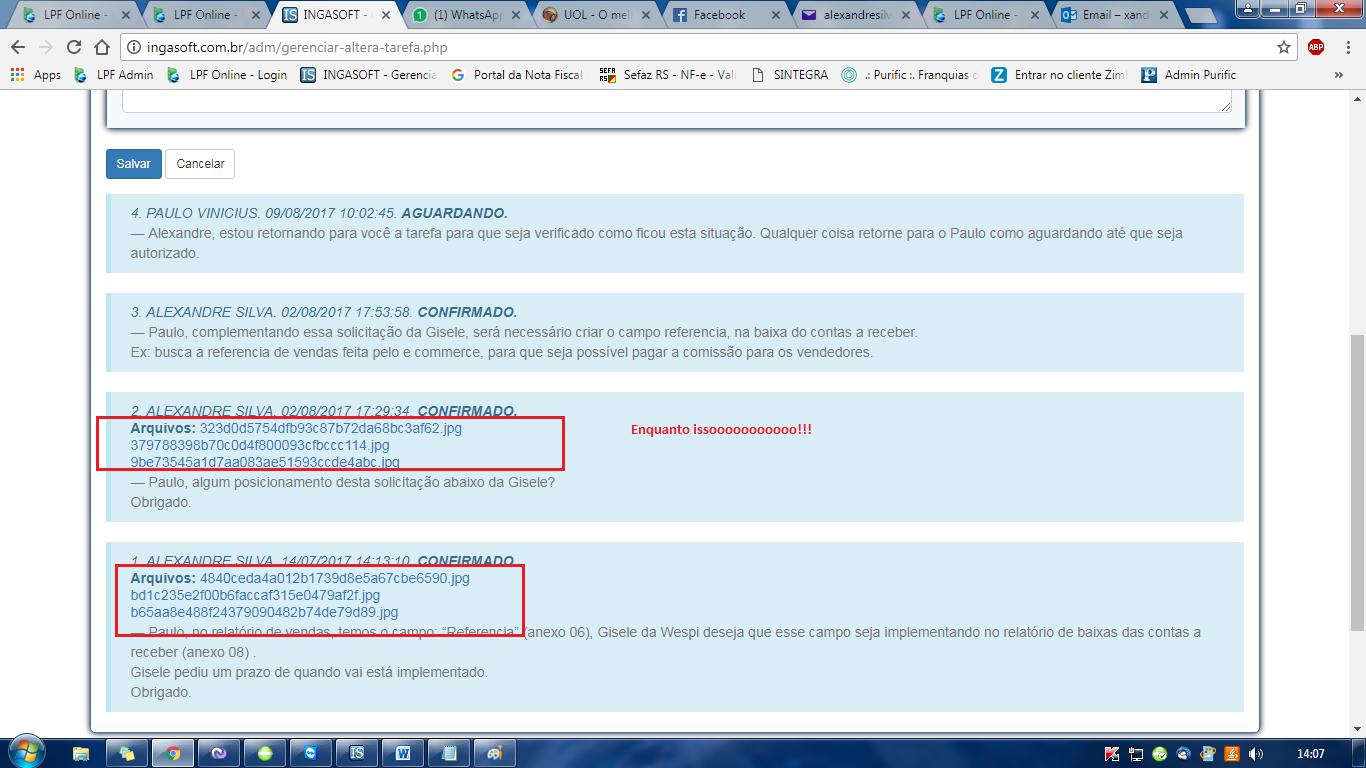 LPF Online -
LPF Online -
INGASOFT -
(1) WhatsApp
UOL - O mel
Facebook
alexandresilv
LPF Online -
Email – xand
ingasoft.com.br/adm/gerenciar-altera-tarefa.php
ABP
Apps
LPF Admin
LPF Online - Login
INGASOFT - Gerencia
Portal da Nota Fiscal
Sefaz RS - NF-e - Vali
SINTEGRA
.: Purific :. Franquias
Entrar no cliente Zim
Admin Purific
»
Salvar
Cancelar
4. PAULO VINICIUS. 09/08/2017 10:02:45. AGUARDANDO.
— Alexandre, estou retornando para você a tarefa para que seja verificado como ficou esta situação. Qualquer coisa retorne para o Paulo como aguardando até que seja
autorizado.
3. ALEXANDRE SILVA. 02/08/2017 17:53:58. CONFIRMADO.
— Paulo, complementando essa solicitação da Gisele, será necessário criar o campo referencia, na baixa do contas a receber.
Ex: busca a referencia de vendas feita pelo e commerce, para que seja possível pagar a comissão para os vendedores.
2. ALEXANDRE SILVA. 02/08/2017 17:29:34. CONFIRMADO.
Arquivos: 323d0d5754dfb93c87b72da68bc3af62.jpg
379788398b70c0d4f800093cfbccc114.jpg
9be73545a1d7aa083ae51593ccde4abc.jpg
Enquanto issooooooooooo!!!
— Paulo, algum posicionamento desta solicitação abaixo da Gisele?
Obrigado.
1. ALEXANDRE SILVA. 14/07/2017 14:13:10. CONFIRMADO.
Arquivos: 4840ceda4a012b1739d8e5a67cbe6590.jpg
bd1c235e2f00b6faccaf315e0479af2f.jpg
b65aa8e488f24379090482b74de79d89.jpg
— Paulo, no relatório de vendas, temos o campo: “Referencia” (anexo 06), Gisele da Wespi deseja que esse campo seja implementando no relatório de baixas das contas a
receber (anexo 08) .
Gisele pediu um prazo de quando vai está implementado.
Obrigado.
14:07